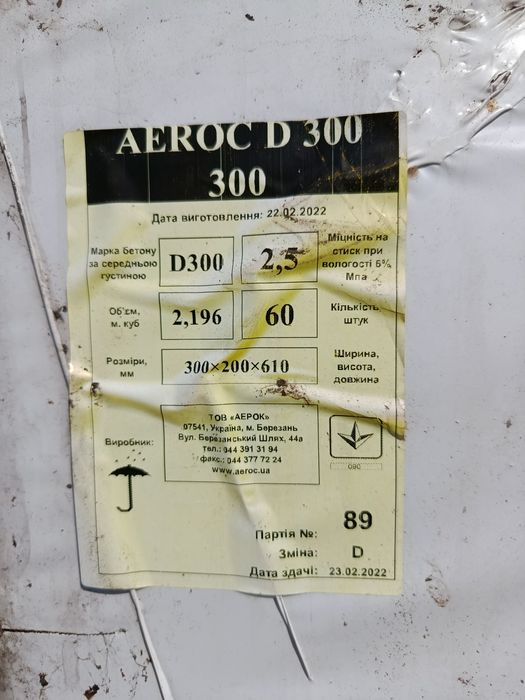 AEROC D 300
300
Дата виготовлення: 22.02.2022
Марка бетону
за середньою
густиною
D300
2,5
Міцність на
стиск при
вологості 5%
Мпа
Об'єм,
м. куб
2,196
60
Кількість
штук
Розміри,
мм
300×200×610
Ширина,
висота,
довжина
Виробник:
ТОВ «АЕРОК»
07541, Україна, м. Березань
Вул. Березанський Шлях, 44а
тел.: 044 391 31 94
факс.: 044 377 72 24
www.aeroc.ua
090
Партія №: 89
Зміна: D
Дата здачі: 23.02.2022